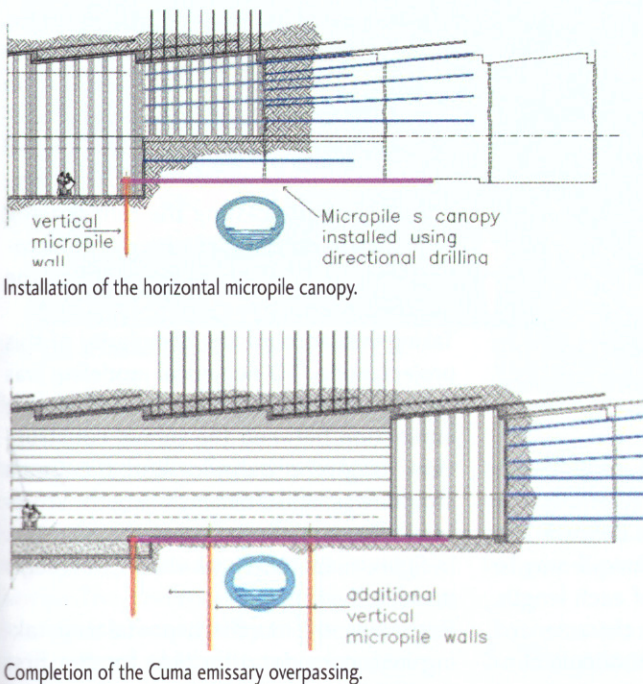 vertical
micropile
wall
Micropile s canopy
installed using
directional drilling
Installation of the horizontal micropile canopy.
additional
vertical
micropile walls
Completion of the Cuma emissary overpassing.